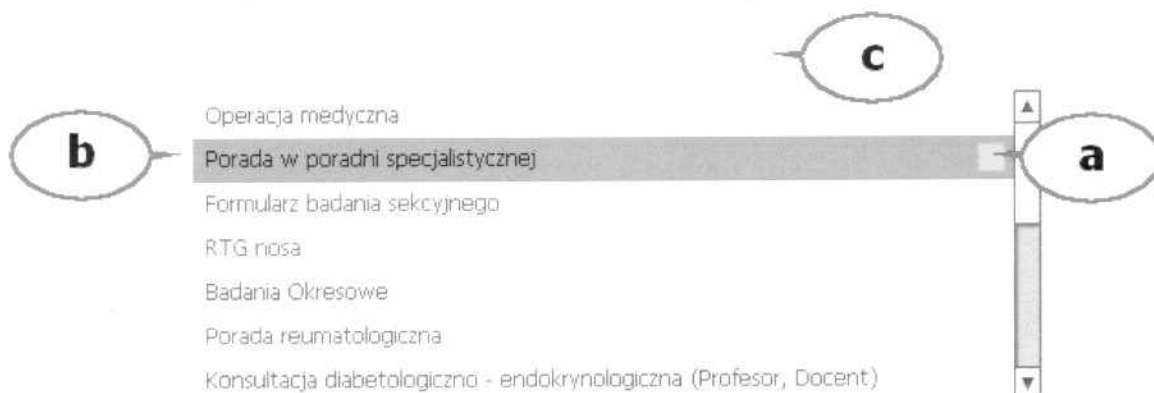 c
Operacja medyczna
b
Porada w poradni specjalistycznej
a
Formularz badania sekcyjnego
RTG nosa
Badania Okresowe
Porada reumatologiczna
Konsultacja diabetologiczno - endokrynologiczna (Profesor, Docent)